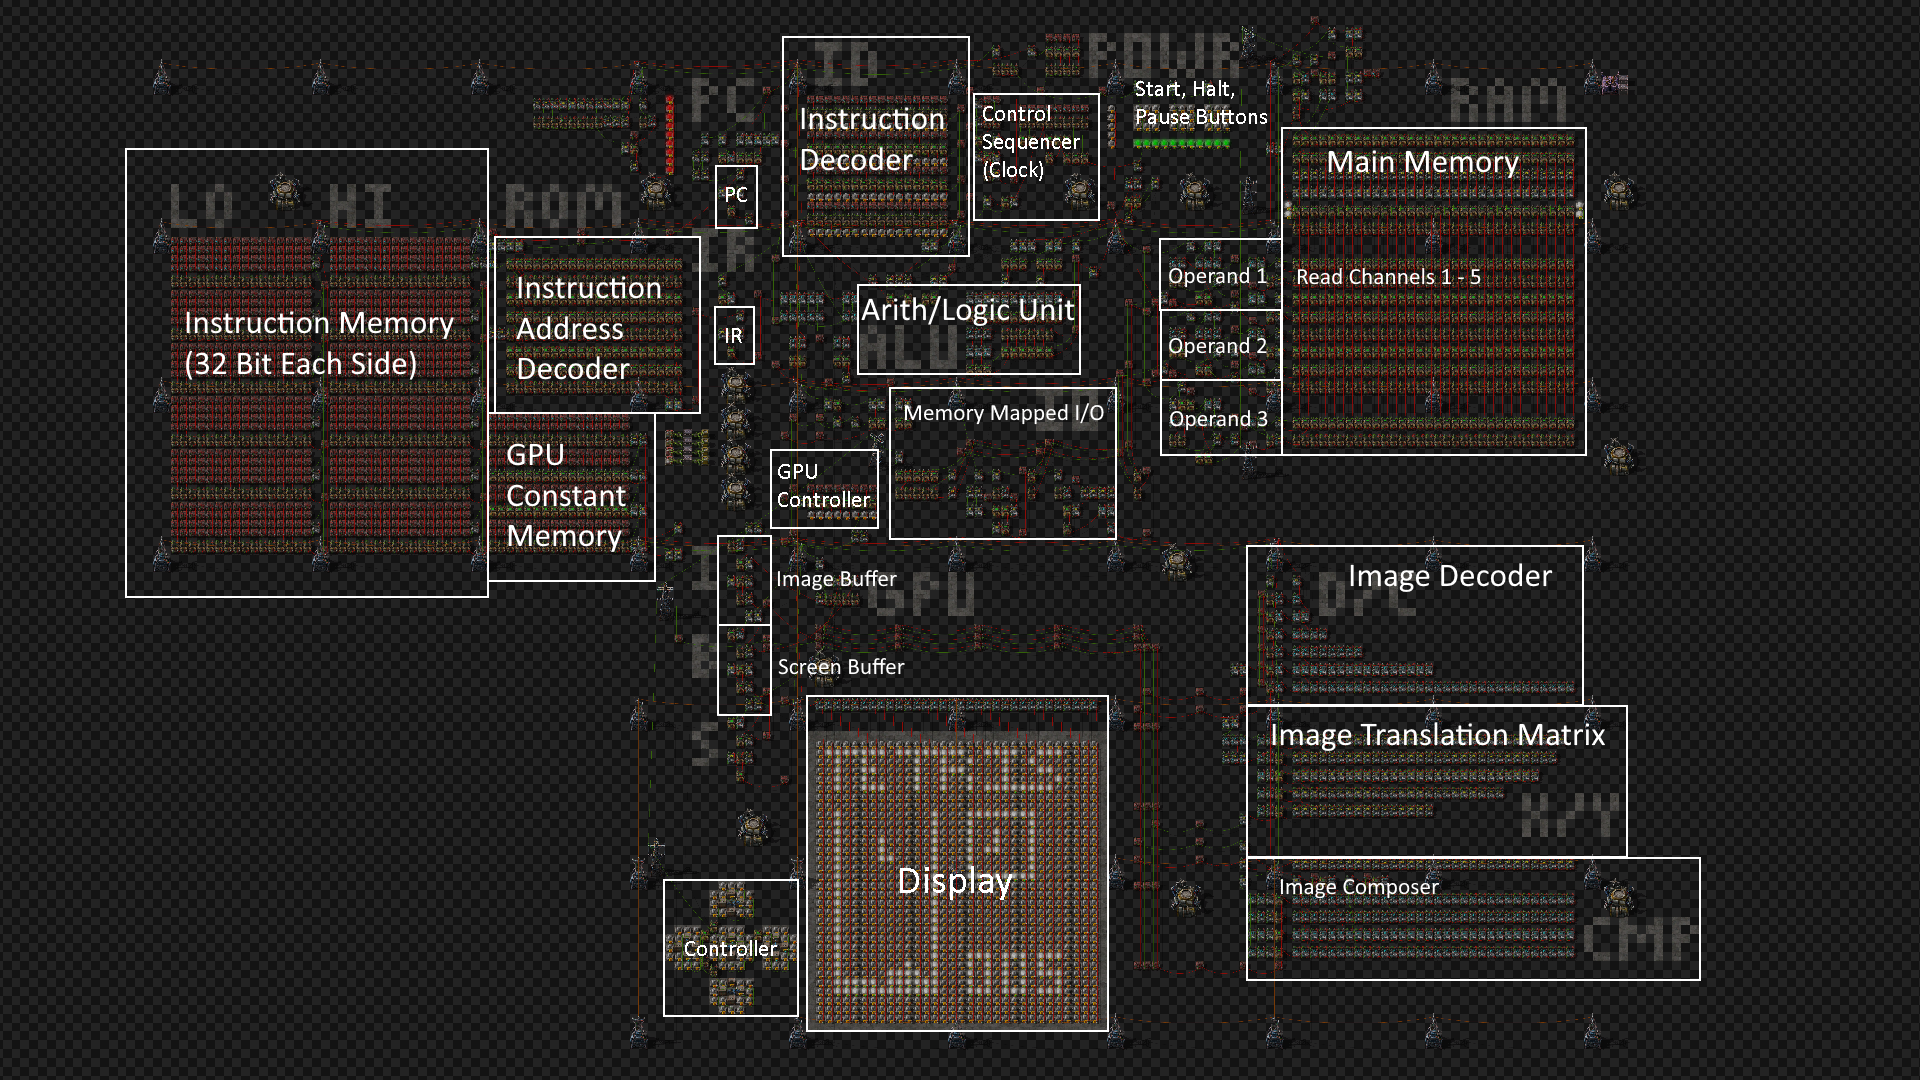 ID
POWR
PC
RAM
Instruction
Decoder
Control
Sequencer
(Clock)
Start, Halt,
Pause Buttons
Main Memory
LO HI ROM
PC
IR
Instruction Memory
(32 Bit Each Side)
Instruction
Address
Decoder
IR
Arith/Logic Unit
ALU
Operand 1
Operand 2
Operand 3
Read Channels 1 - 5
GPU
Constant
Memory
GPU
Controller
Memory Mapped I/O
IO
Image Buffer
GPU
Screen Buffer
I
B
S
Image Decoder
DPC
Image Translation Matrix
X/Y
Image Composer
CMP
Display
Controller